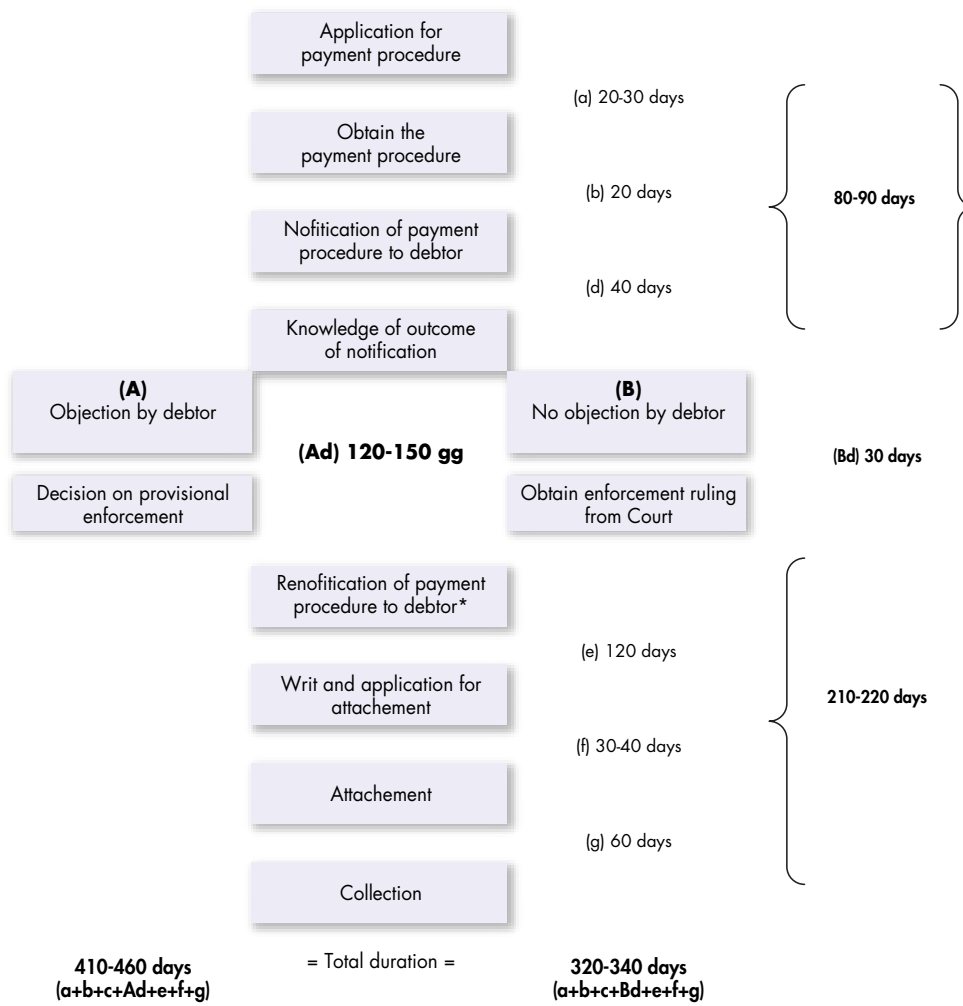 Application for
payment procedure
(a) 20-30 days
Obtain the
payment procedure
(b) 20 days
80-90 days
Nofitication of payment
procedure to debtor
(d) 40 days
Knowledge of outcome
of notification
(A)
Objection by debtor
(B)
No objection by debtor
(Ad) 120-150 gg
(Bd) 30 days
Decision on provisional
enforcement
Obtain enforcement ruling
from Court
Renofitication of payment
procedure to debtor*
(e) 120 days
Writ and application for
attachement
210-220 days
(f) 30-40 days
Attachement
(g) 60 days
Collection
410-460 days
(a+b+c+Ad+e+f+g)
= Total duration =
320-340 days
(a+b+c+Bd+e+f+g)